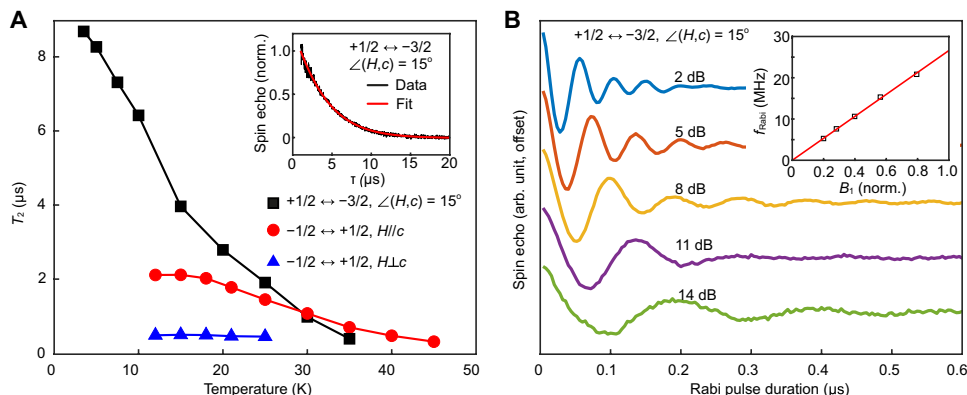 A
8
6
4
2
0
T₂ (µs)
0
10
20
30
40
50
Temperature (K)
Spin echo (norm.)
1.0
0.5
0
1
5
10
15
20
τ (µs)
+1/2 ↔ −3/2
∠(H,c) = 15°
Data
Fit
+1/2 ↔ −3/2, ∠(H,c) = 15°
−1/2 ↔ +1/2, H//c
−1/2 ↔ +1/2, H⊥c
B
+1/2 ↔ −3/2, ∠(H,c) = 15°
2 dB
5 dB
8 dB
11 dB
14 dB
Spin echo (arb. unit, offset)
0
0.1
0.2
0.3
0.4
0.5
0.6
Rabi pulse duration (µs)
fRabi (MHz)
30
20
10
0
0.2
0.4
0.6
0.8
1.0
B₁ (norm.)